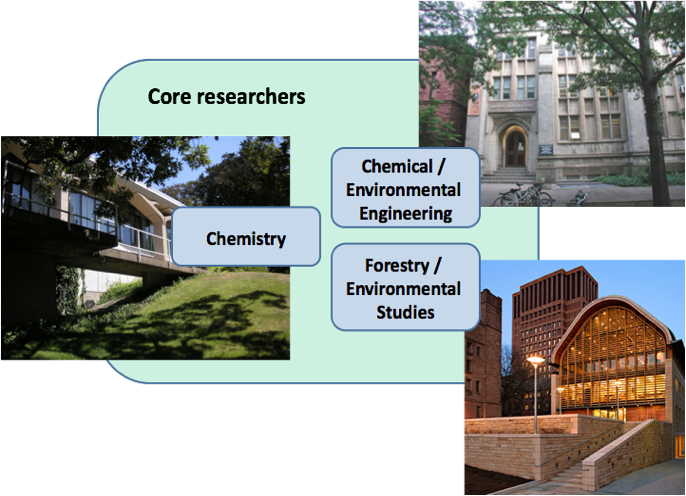 Core researchers
Chemical /
Environmental
Engineering
Chemistry
Forestry /
Environmental
Studies